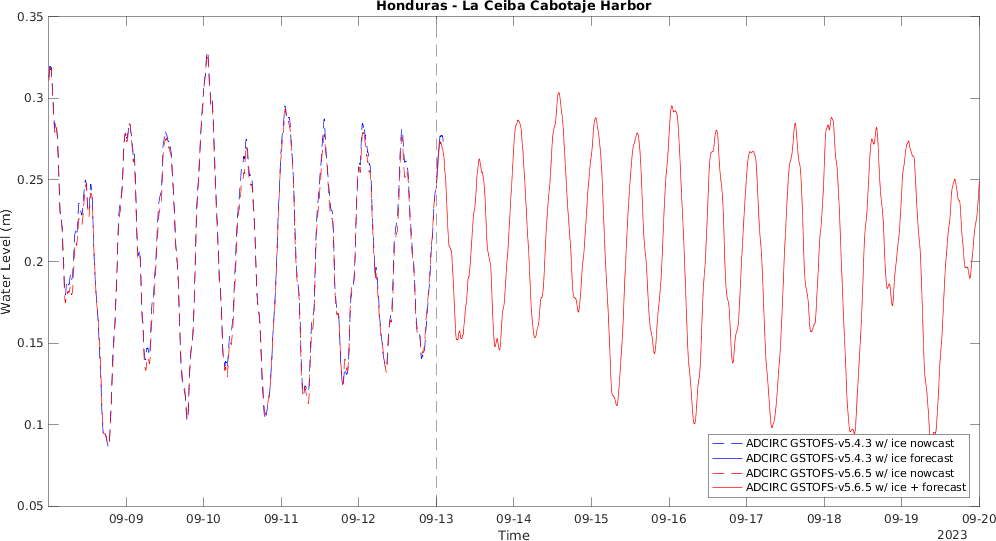 Honduras - La Ceiba Cabotaje Harbor
Water Level (m)
0.35
0.3
0.25
0.2
0.15
0.1
0.05
09-09 09-10 09-11 09-12 09-13 09-14 09-15 09-16 09-17 09-18 09-19 09-20
Time
2023
ADCIRC GSTOFS-v5.4.3 w/ ice nowcast
ADCIRC GSTOFS-v5.4.3 w/ ice forecast
ADCIRC GSTOFS-v5.6.5 w/ ice nowcast
ADCIRC GSTOFS-v5.6.5 w/ ice + forecast